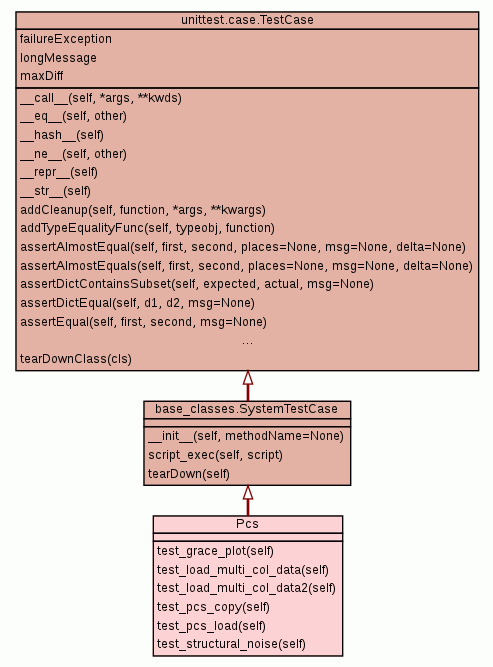 unittest.case.TestCase
failureException
longMessage
maxDiff
__call__(self, *args, **kwds)
__eq__(self, other)
__hash__(self)
__ne__(self, other)
__repr__(self)
__str__(self)
addCleanup(self, function, *args, **kwargs)
addTypeEqualityFunc(self, typeobj, function)
assertAlmostEqual(self, first, second, places=None, msg=None, delta=None)
assertAlmostEquals(self, first, second, places=None, msg=None, delta=None)
assertDictContainsSubset(self, expected, actual, msg=None)
assertDictEqual(self, d1, d2, msg=None)
assertEqual(self, first, second, msg=None)
...
tearDownClass(cls)
base_classes.SystemTestCase
__init__(self, methodName=None)
script_exec(self, script)
tearDown(self)
Pcs
test_grace_plot(self)
test_load_multi_col_data(self)
test_load_multi_col_data2(self)
test_pcs_copy(self)
test_pcs_load(self)
test_structural_noise(self)